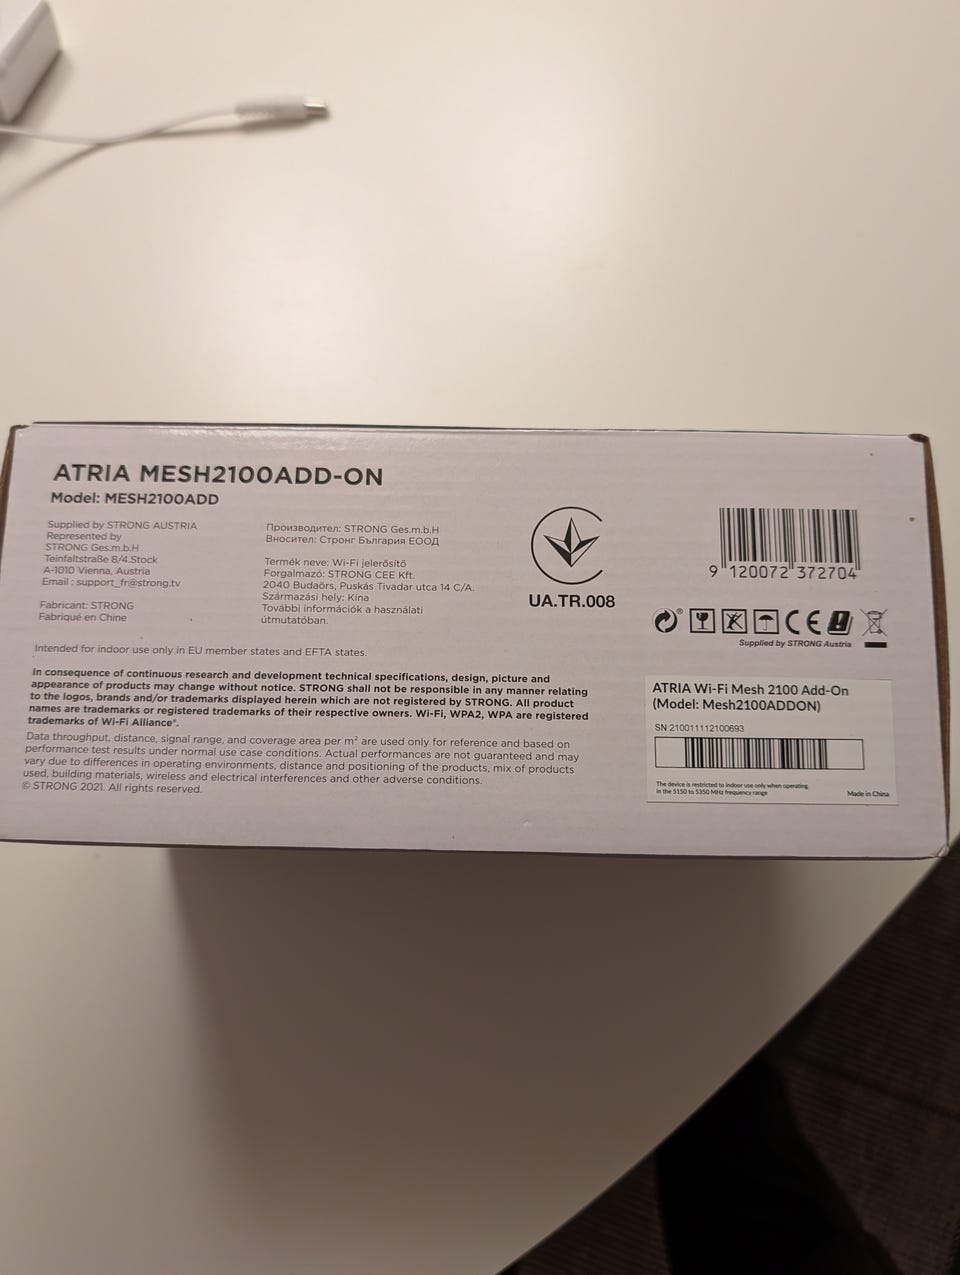 ATRIA MESH2100ADD-ON
Model: MESH2100ADD
Supplied by STRONG AUSTRIA
Represented by
STRONG Ges.m.b.H
Teinfaltstraße 8/4.Stock
A-1010 Vienna, Austria
Email : support_fr@strong.tv
Fabricant: STRONG
Fabriqué en Chine
Производител: STRONG Ges.m.b.H
Вносител: Стронг България ЕООД
Termék neve: Wi-Fi jelerősítő
Forgalmazó: STRONG CEE Kft.
2040 Budaörs, Puskás Tivadar utca 14 C/A.
Származási hely: Kína
További információk a használati
útmutatóban.
UA.TR.008
9 120072 372704
CE
Supplied by STRONG Austria
Intended for indoor use only in EU member states and EFTA states.
In consequence of continuous research and development technical specifications, design, picture and
appearance of products may change without notice. STRONG shall not be responsible in any manner relating
to the logos, brands and/or trademarks displayed herein which are not registered by STRONG. All product
names are trademarks or registered trademarks of their respective owners. Wi-Fi, WPA2, WPA are registered
trademarks of Wi-Fi Alliance®.
Data throughput, distance, signal range, and coverage area per m² are used only for reference and based on
performance test results under normal use case conditions. Actual performances are not guaranteed and may
vary due to differences in operating environments, distance and positioning of the products, mix of products
used, building materials, wireless and electrical interferences and other adverse conditions.
© STRONG 2021. All rights reserved.
ATRIA Wi-Fi Mesh 2100 Add-On
(Model: Mesh2100ADDON)
SN:210011112100693
The device is restricted to indoor use only when operating
in the 5150 to 5350 MHz frequency range
Made in China